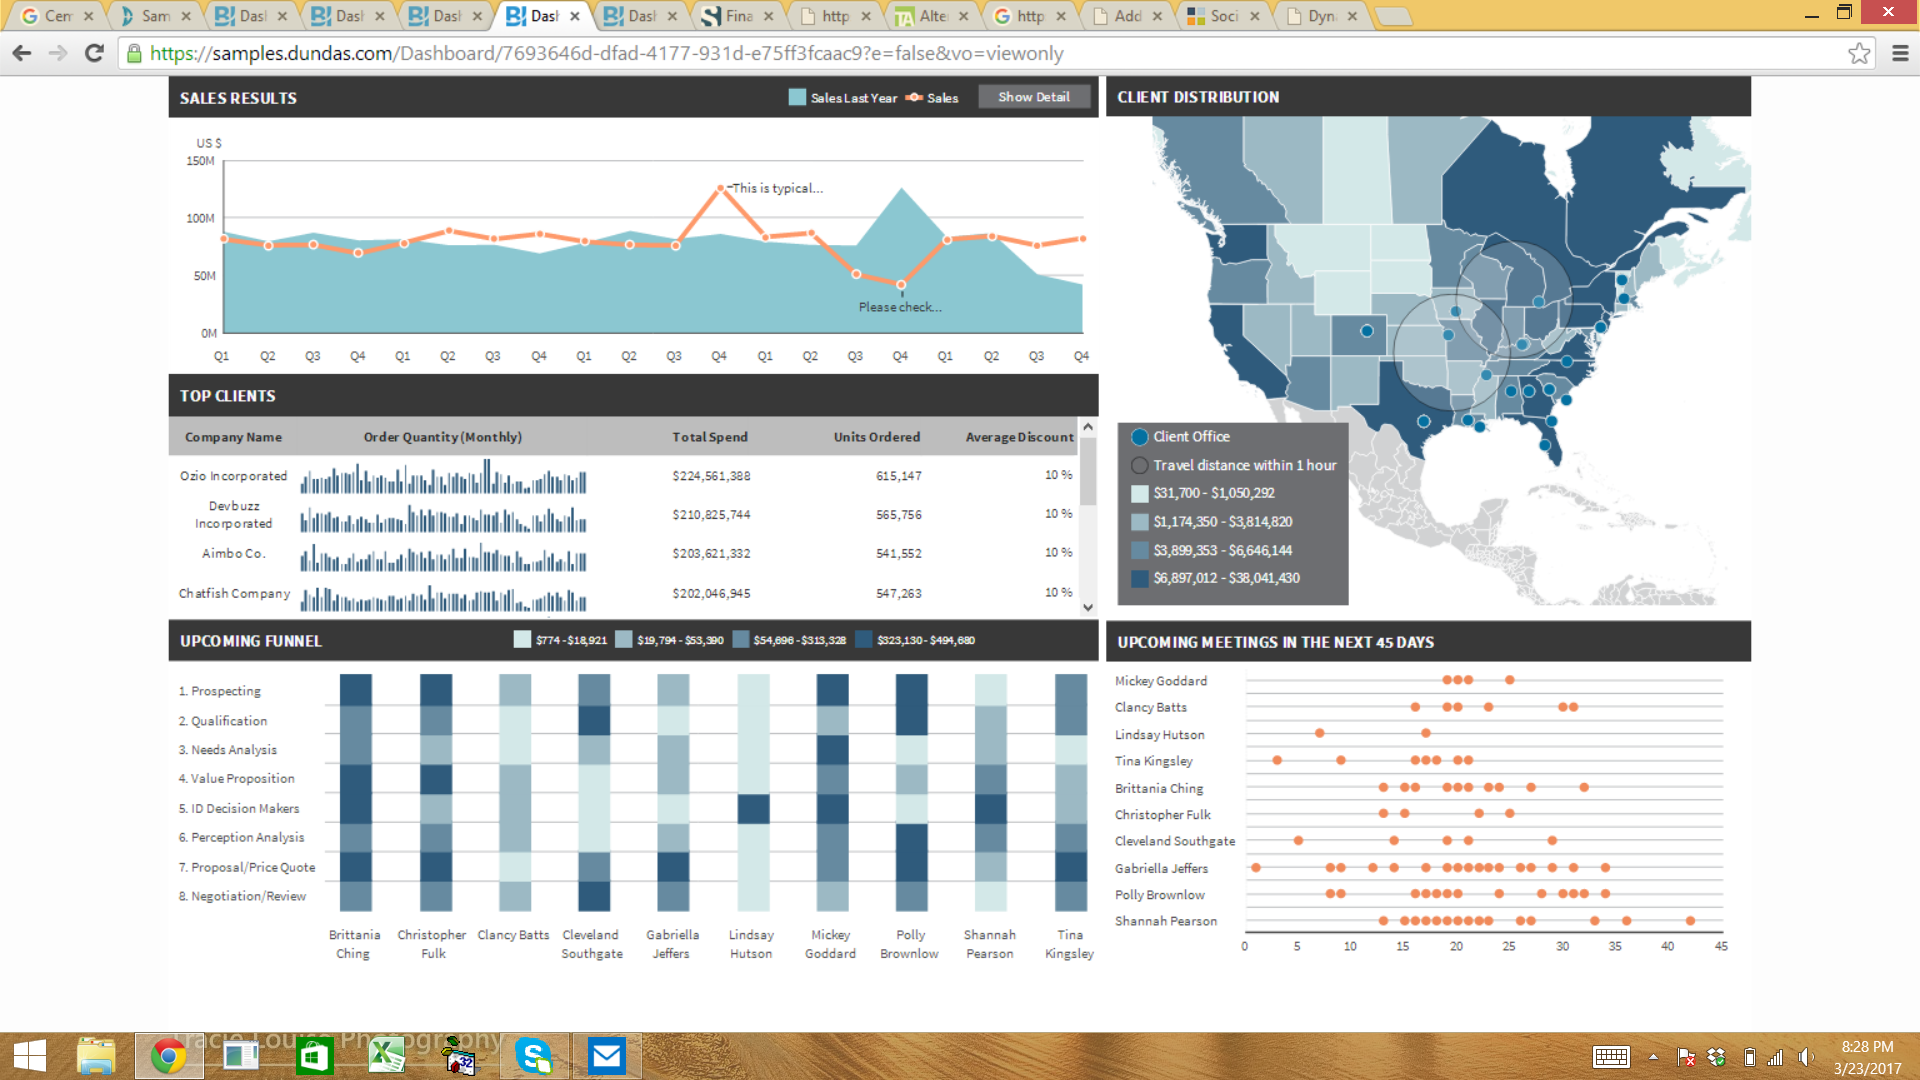 Cem
Sam
Dasl
Dasl
Dasl
Dasl
Dasl
Fina
http
Alte
http
Add
Soci
Dyn
https://samples.dundas.com/Dashboard/7693646d-dfad-4177-931d-e75ff3fcaac9?e=false&vo=viewonly
SALES RESULTS
Sales Last Year Sales
Show Detail
US $
150M
100M
50M
0M
This is typical...
Please check...
Q1 Q2 Q3 Q4 Q1 Q2 Q3 Q4 Q1 Q2 Q3 Q4 Q1 Q2 Q3 Q4 Q1 Q2 Q3 Q4
CLIENT DISTRIBUTION
Client Office
Travel distance within 1 hour
$31,700 - $1,050,292
$1,174,350 - $3,814,820
$3,899,353 - $6,646,144
$6,897,012 - $38,041,430
TOP CLIENTS
Company Name Order Quantity (Monthly) Total Spend Units Ordered Average Discount
Ozio Incorporated $224,561,388 615,147 10 %
Devbuzz
Incorporated $210,825,744 565,756 10 %
Aimbo Co. $203,621,332 541,552 10 %
Chatfish Company $202,046,945 547,263 10 %
UPCOMING FUNNEL
$774 - $18,921 $19,794 - $53,390 $54,696 - $313,328 $323,130 - $494,680
1. Prospecting
2. Qualification
3. Needs Analysis
4. Value Proposition
5. ID Decision Makers
6. Perception Analysis
7. Proposal/Price Quote
8. Negotiation/Review
Brittania Christopher Clancy Batts Cleveland Gabriella Lindsay Mickey Polly Shannah Tina
Ching Fulk Southgate Jeffers Hutson Goddard Brownlow Pearson Kingsley
UPCOMING MEETINGS IN THE NEXT 45 DAYS
Mickey Goddard
Clancy Batts
Lindsay Hutson
Tina Kingsley
Brittania Ching
Christopher Fulk
Cleveland Southgate
Gabriella Jeffers
Polly Brownlow
Shannah Pearson
0 5 10 15 20 25 30 35 40 45
Tracie Louise Photography
32
8:28 PM
3/23/2017